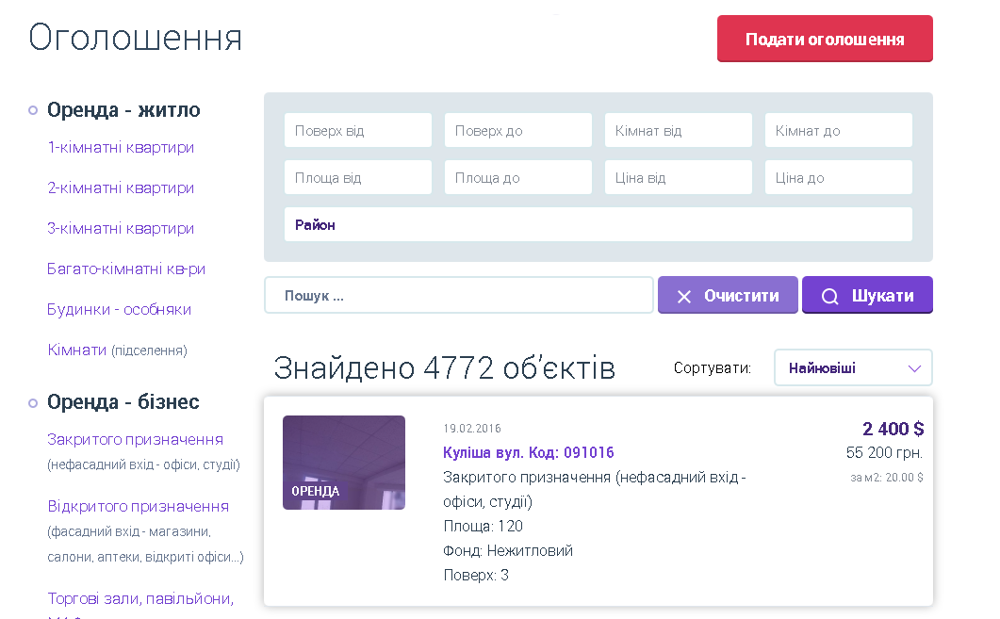 Оголошення
Подати оголошення
Оренда - житло
1-кімнатні квартири
2-кімнатні квартири
3-кімнатні квартири
Багато-кімнатні кв-ри
Будинки - особняки
Кімнати (підселення)
Оренда - бізнес
Закритого призначення
(нефасадний вхід - офіси, студії)
Відкритого призначення
(фасадний вхід - магазини,
салони, аптеки, відкриті офіси...)
Торгові зали, павільйони,
Поверх від
Поверх до
Кімнат від
Кімнат до
Площа від
Площа до
Ціна від
Ціна до
Район
Пошук ...
Очистити
Шукати
Знайдено 4772 об’єктів
Сортувати:
Найновіші
ОРЕНДА
19.02.2016
Куліша вул. Код: 091016
Закритого призначення (нефасадний вхід -
офіси, студії)
Площа: 120
Фонд: Нежитловий
Поверх: 3
2 400 $
55 200 грн.
за м2: 20.00 $